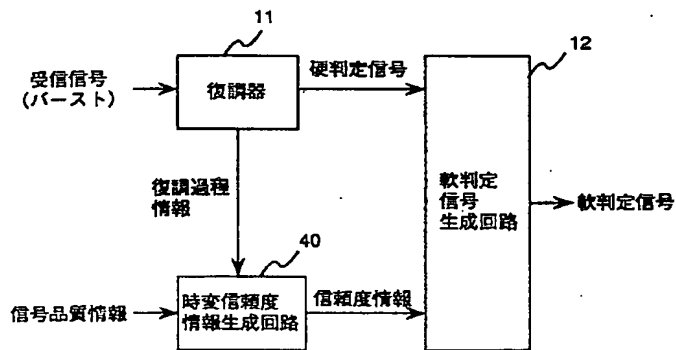 11
12
受信信号
(バースト)
復調器
硬判定信号
復調過程
情報
軟判定
信号
生成回路
軟判定信号
40
信号品質情報
時変信頼度
情報生成回路
信頼度情報